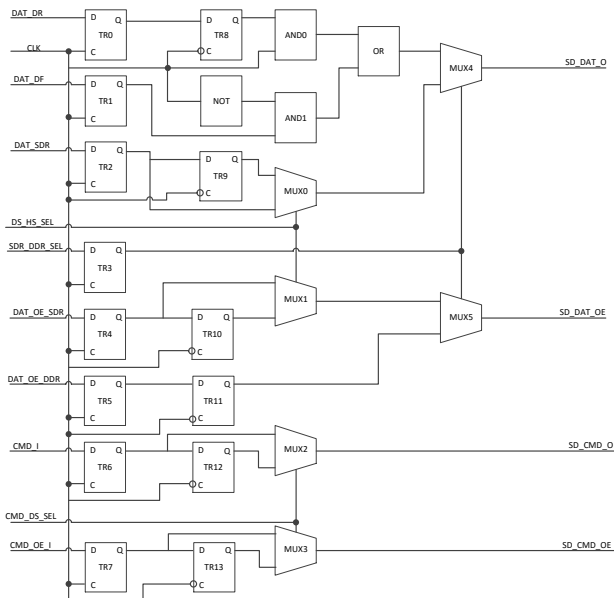 DAT_DR
D Q
C
TR0
D Q
C
TR8
AND0
OR
MUX4
SD_DAT_O
CLK
DAT_DF
D Q
C
TR1
NOT
AND1
DAT_SDR
D Q
C
TR2
D Q
C
TR9
MUX0
DS_HS_SEL
SDR_DDR_SEL
D Q
C
TR3
DAT_OE_SDR
D Q
C
TR4
D Q
C
TR10
MUX1
MUX5
SD_DAT_OE
DAT_OE_DDR
D Q
C
TR5
D Q
C
TR11
CMD_I
D Q
C
TR6
D Q
C
TR12
MUX2
SD_CMD_O
CMD_DS_SEL
CMD_OE_I
D Q
C
TR7
D Q
C
TR13
MUX3
SD_CMD_OE